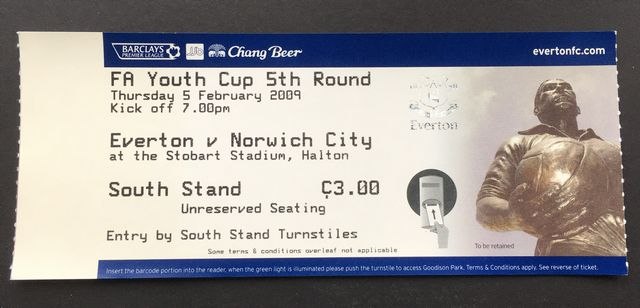 BARCLAYS PREMIER LEAGUE JJB Chang Beer evertonfc.com
FA Youth Cup 5th Round
Thursday 5 February 2009
Kick off 7.00pm
Everton
Everton v Norwich City
at the Stobart Stadium, Halton
South Stand Ç3.00
Unreserved Seating
Entry by South Stand Turnstiles
To be retained
Some terms & conditions overleaf not applicable
Insert the barcode portion into the reader, when the green light is illuminated please push the turnstile to access Goodison Park. Terms & Conditions apply. See reverse of ticket.